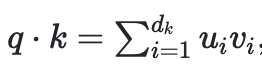 q · k = ∑_{i=1}^{d_k} u_i v_i,